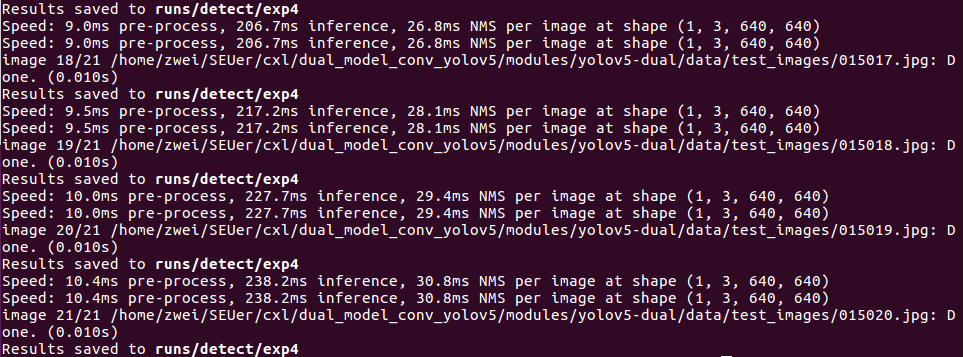 Results saved to runs/detect/exp4
Speed: 9.0ms pre-process, 206.7ms inference, 26.8ms NMS per image at shape (1, 3, 640, 640)
Speed: 9.0ms pre-process, 206.7ms inference, 26.8ms NMS per image at shape (1, 3, 640, 640)
image 18/21 /home/zwei/SEUer/cxl/dual_model_conv_yolov5/modules/yolov5-dual/data/test_images/015017.jpg: D
one. (0.010s)
Results saved to runs/detect/exp4
Speed: 9.5ms pre-process, 217.2ms inference, 28.1ms NMS per image at shape (1, 3, 640, 640)
Speed: 9.5ms pre-process, 217.2ms inference, 28.1ms NMS per image at shape (1, 3, 640, 640)
image 19/21 /home/zwei/SEUer/cxl/dual_model_conv_yolov5/modules/yolov5-dual/data/test_images/015018.jpg: D
one. (0.010s)
Results saved to runs/detect/exp4
Speed: 10.0ms pre-process, 227.7ms inference, 29.4ms NMS per image at shape (1, 3, 640, 640)
Speed: 10.0ms pre-process, 227.7ms inference, 29.4ms NMS per image at shape (1, 3, 640, 640)
image 20/21 /home/zwei/SEUer/cxl/dual_model_conv_yolov5/modules/yolov5-dual/data/test_images/015019.jpg: D
one. (0.010s)
Results saved to runs/detect/exp4
Speed: 10.4ms pre-process, 238.2ms inference, 30.8ms NMS per image at shape (1, 3, 640, 640)
Speed: 10.4ms pre-process, 238.2ms inference, 30.8ms NMS per image at shape (1, 3, 640, 640)
image 21/21 /home/zwei/SEUer/cxl/dual_model_conv_yolov5/modules/yolov5-dual/data/test_images/015020.jpg: D
one. (0.010s)
Results saved to runs/detect/exp4